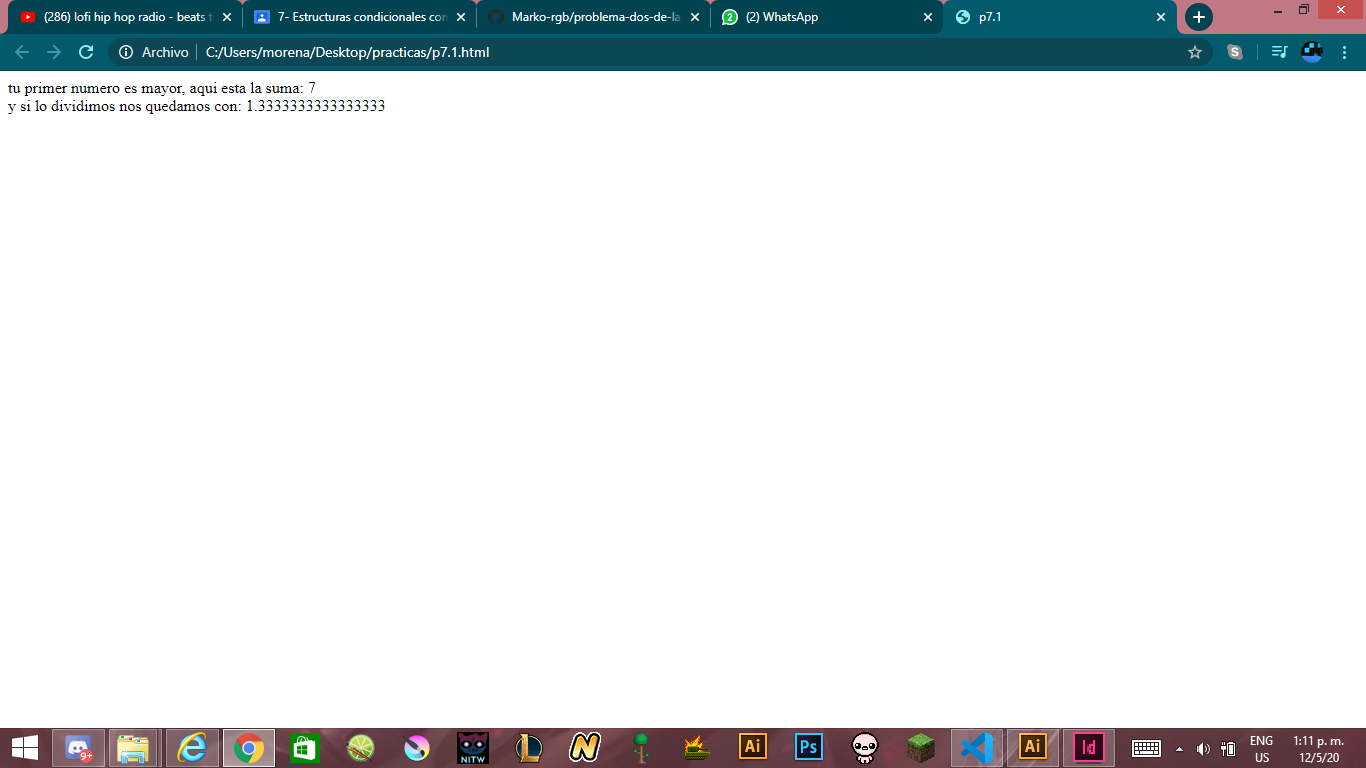 (286) lofi hip hop radio - beats t
7- Estructuras condicionales con
Marko-rgb/problema-dos-de-la
(2) WhatsApp
p7.1
Archivo C:/Users/morena/Desktop/practicas/p7.1.html
tu primer numero es mayor, aqui esta la suma: 7
y si lo dividimos nos quedamos con: 1.3333333333333333
9+
NITW
Ai
Ps
Ai
Id
ENG
US
1:11 p. m.
12/5/20